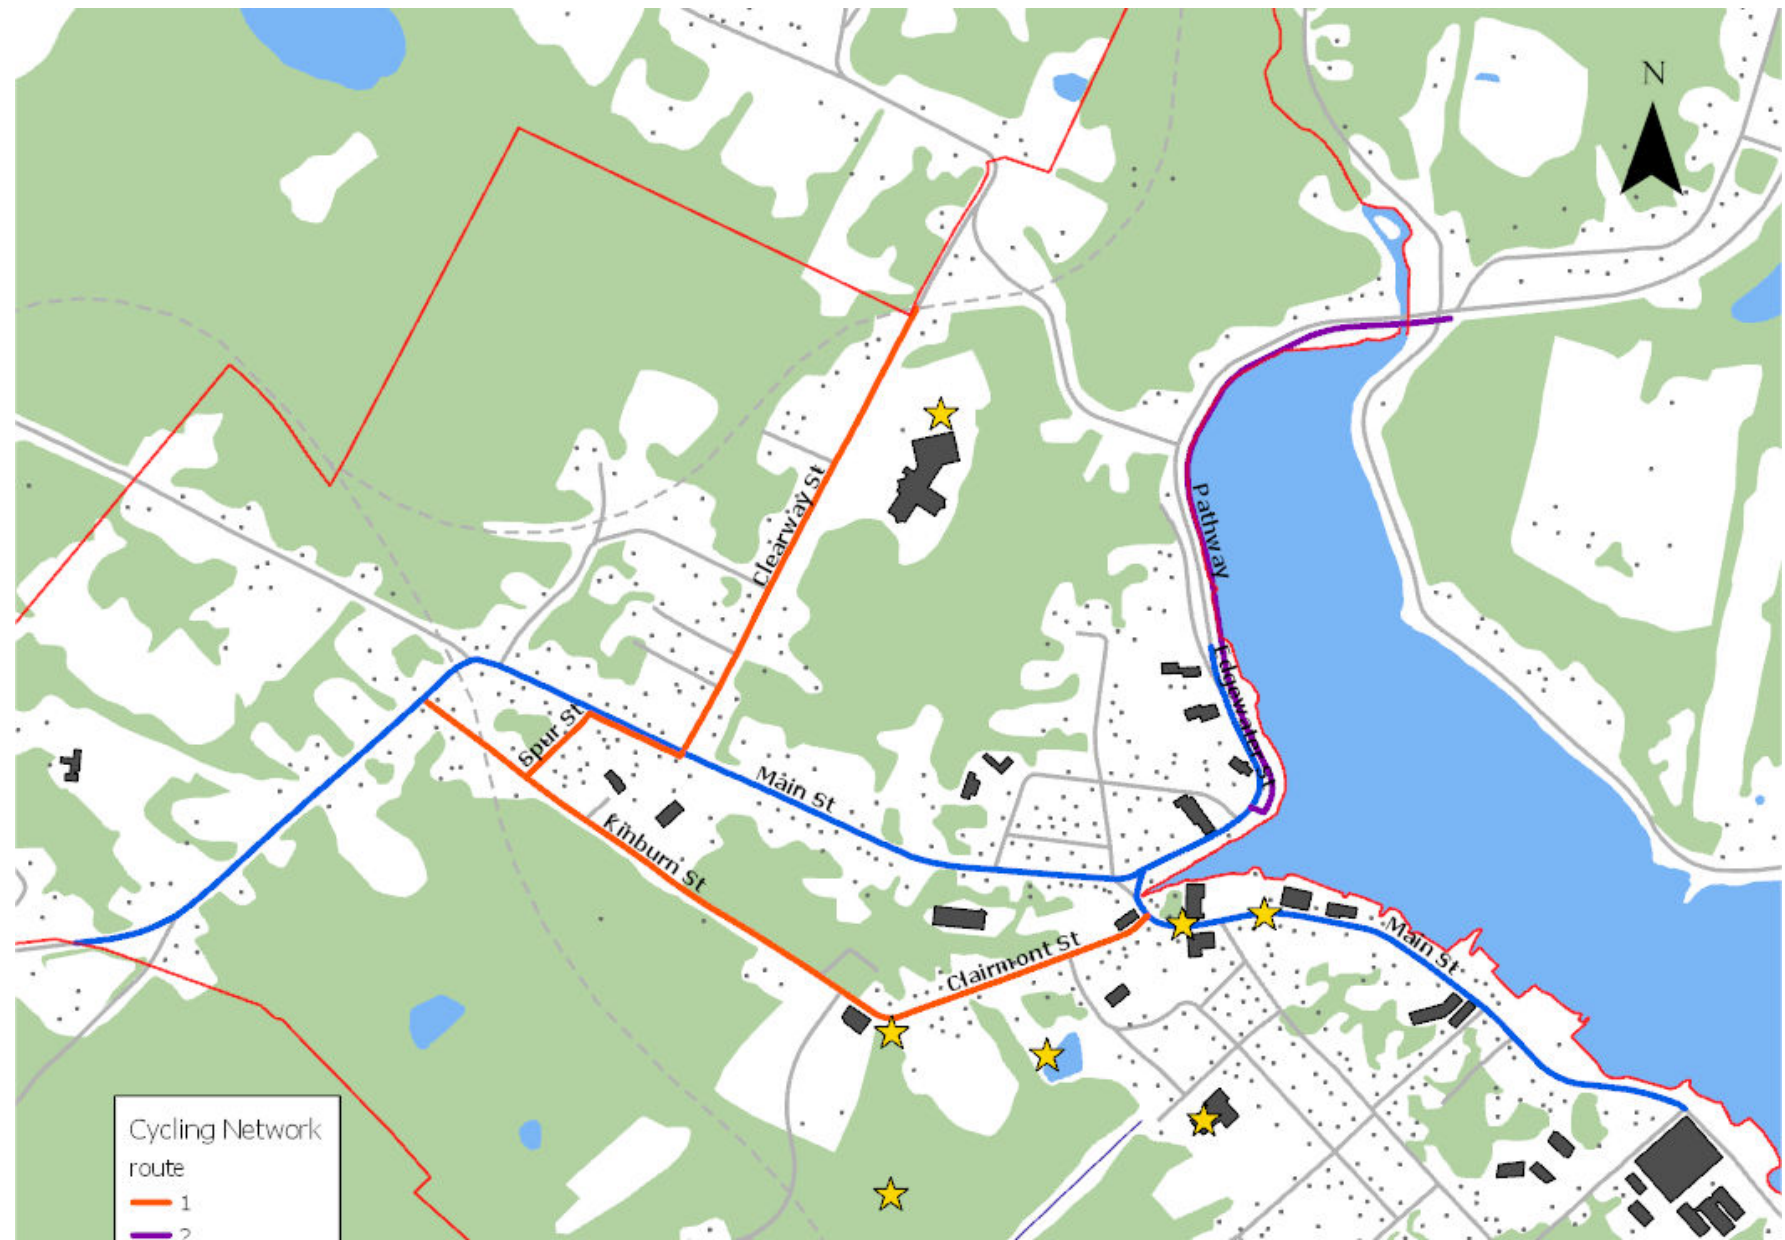 N
Clearway St
Pathway
Edgewater St
Spur St
Main St
Kinburn St
Clairmont St
Main St
Cycling Network
route
1
2